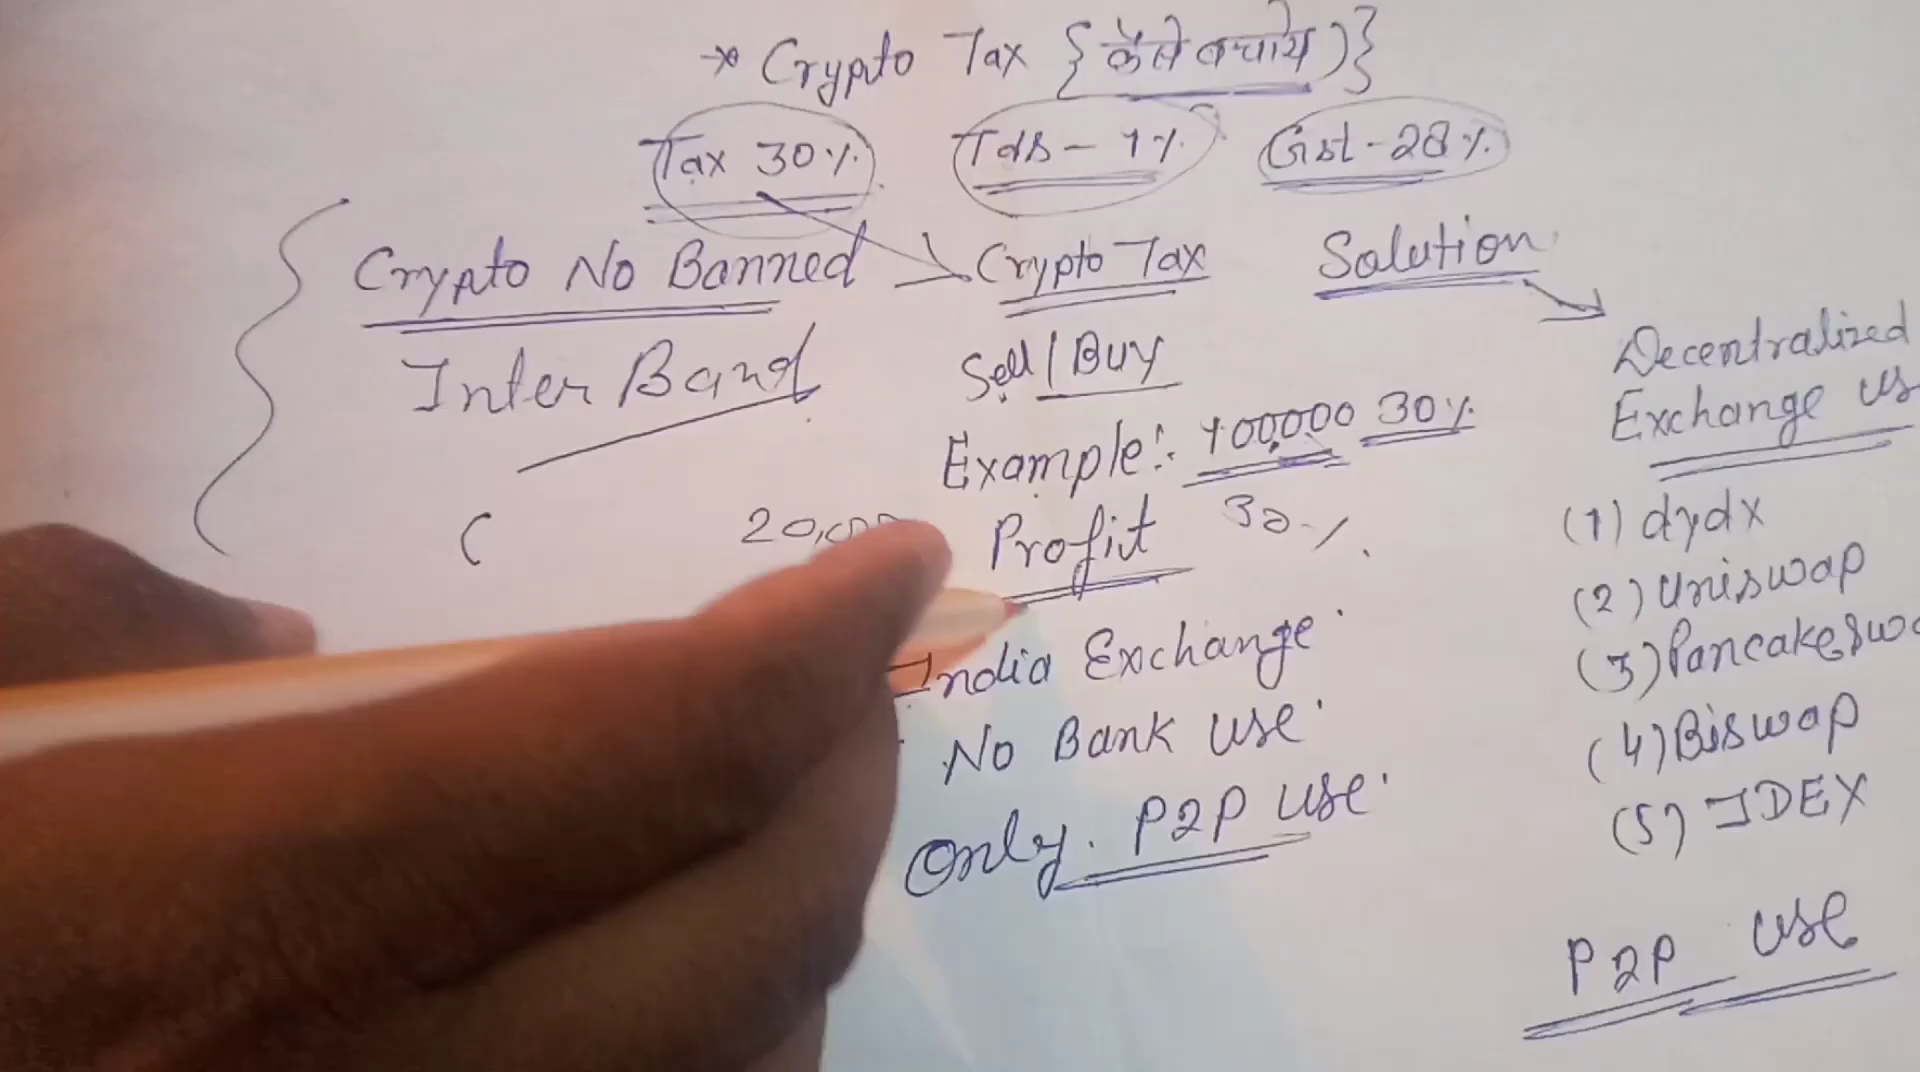 * Crypto Tax {कैसे बचाये)}
Tax 30%. Tds - 1%. Gst - 28%.
Crypto No Banned
Inter Band
Crypto Tax
Sell / Buy
Example:- 100,000 30%.
Profit 30%.
20,000
(
India Exchange.
No Bank Use.
Only. P2P Use.
Solution
Decentralized
Exchange Us
(1) dydx
(2) Uniswap
(3) Pancakeswa
(4) Biswap
(5) IDEX
P2P Use